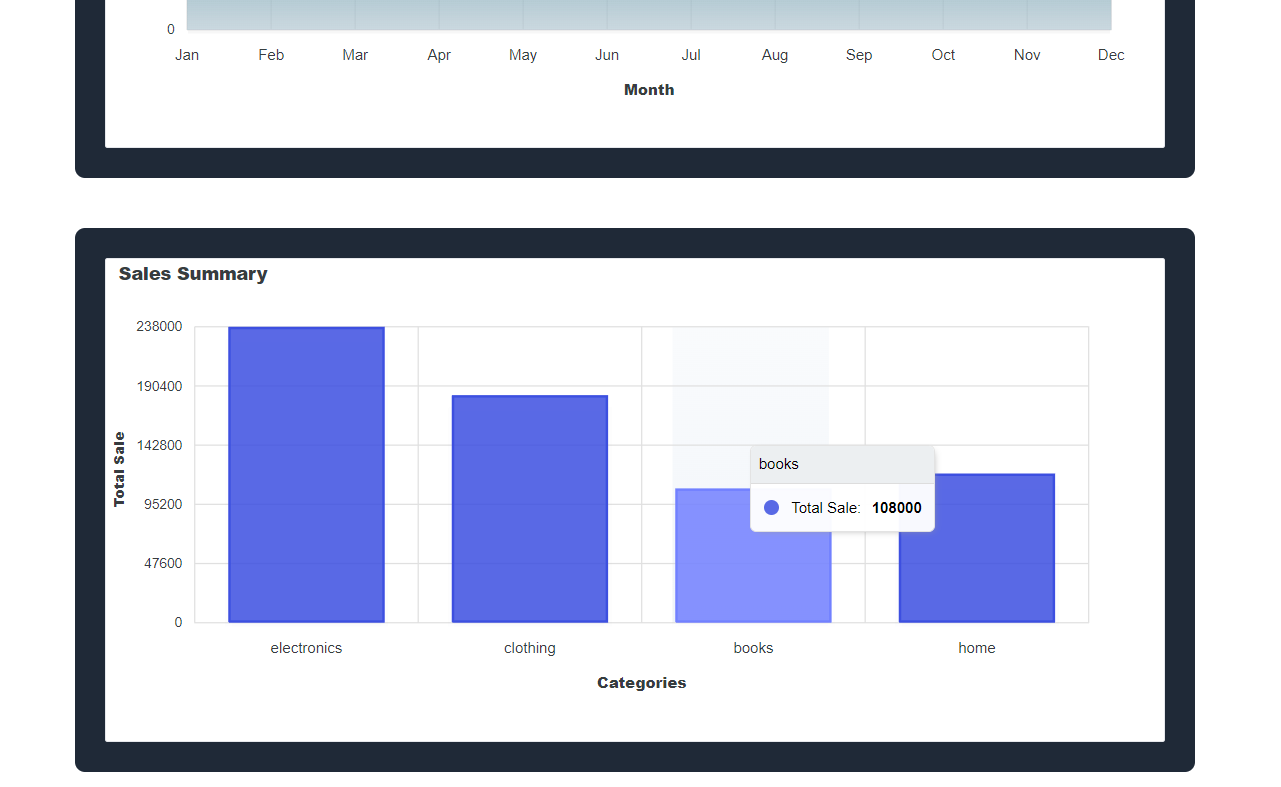 0
Jan Feb Mar Apr May Jun Jul Aug Sep Oct Nov Dec
Month
Sales Summary
238000
190400
142800
95200
47600
0
Total Sale
books
Total Sale: 108000
electronics clothing books home
Categories